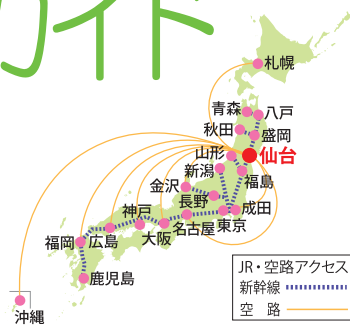 ガイド
札幌
青森
八戸
秋田
盛岡
山形
仙台
新潟
福島
金沢
長野
成田
神戸
名古屋
東京
福岡
広島
大阪
鹿児島
沖縄
JR・空路アクセス
新幹線
空　路